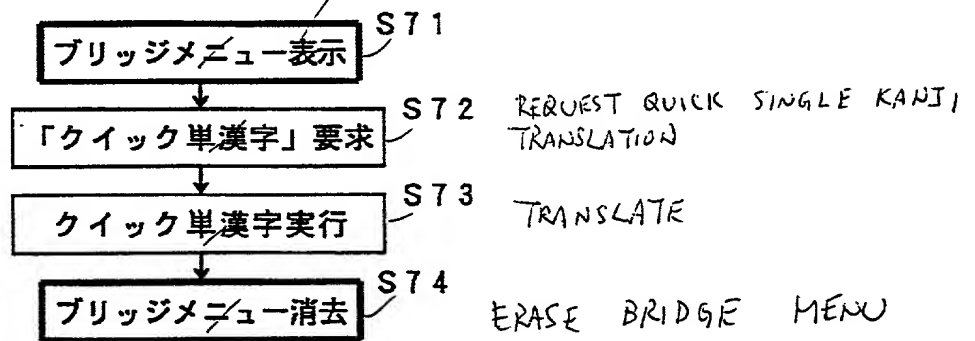 S71
ブリッジメニュー表示
S72
「クイック単漢字」要求
REQUEST QUICK SINGLE KANJI
TRANSLATION
S73
クイック単漢字実行
TRANSLATE
S74
ブリッジメニュー消去
ERASE BRIDGE MENU